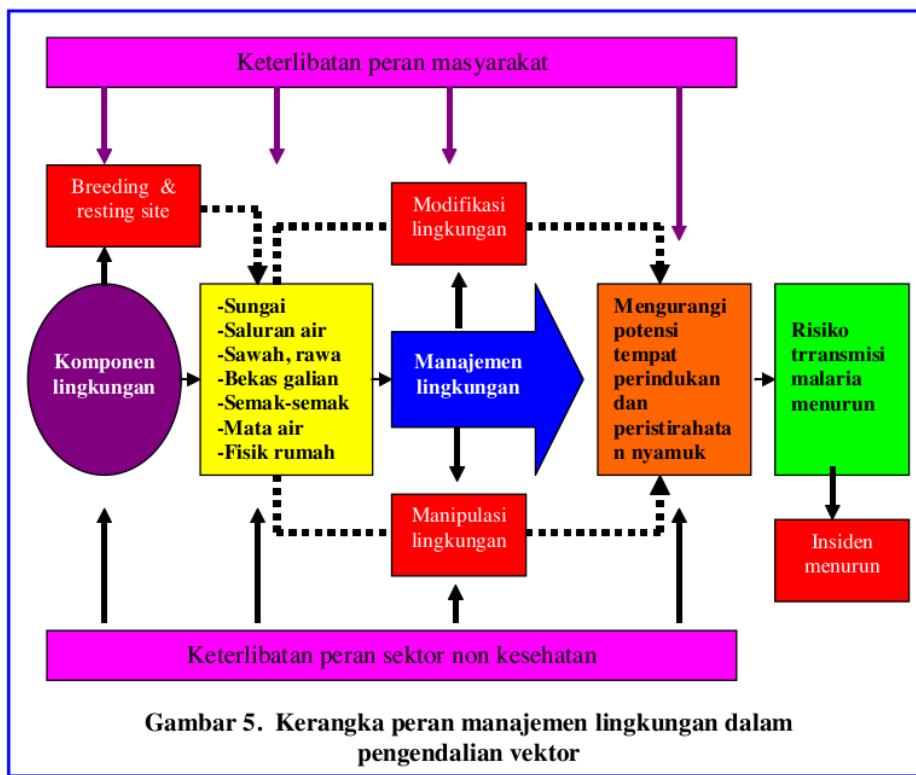 Keterlibatan peran masyarakat
Breeding &
resting site
Modifikasi
lingkungan
Komponen
lingkungan
-Sungai
-Saluran air
-Sawah, rawa
-Bekas galian
-Semak-semak
-Mata air
-Fisik rumah
Manajemen
lingkungan
Mengurangi
potensi
tempat
perindukan
dan
peristirahata
n nyamuk
Risiko
trransmisi
malaria
menurun
Manipulasi
lingkungan
Insiden
menurun
Keterlibatan peran sektor non kesehatan
Gambar 5. Kerangka peran manajemen lingkungan dalam
pengendalian vektor